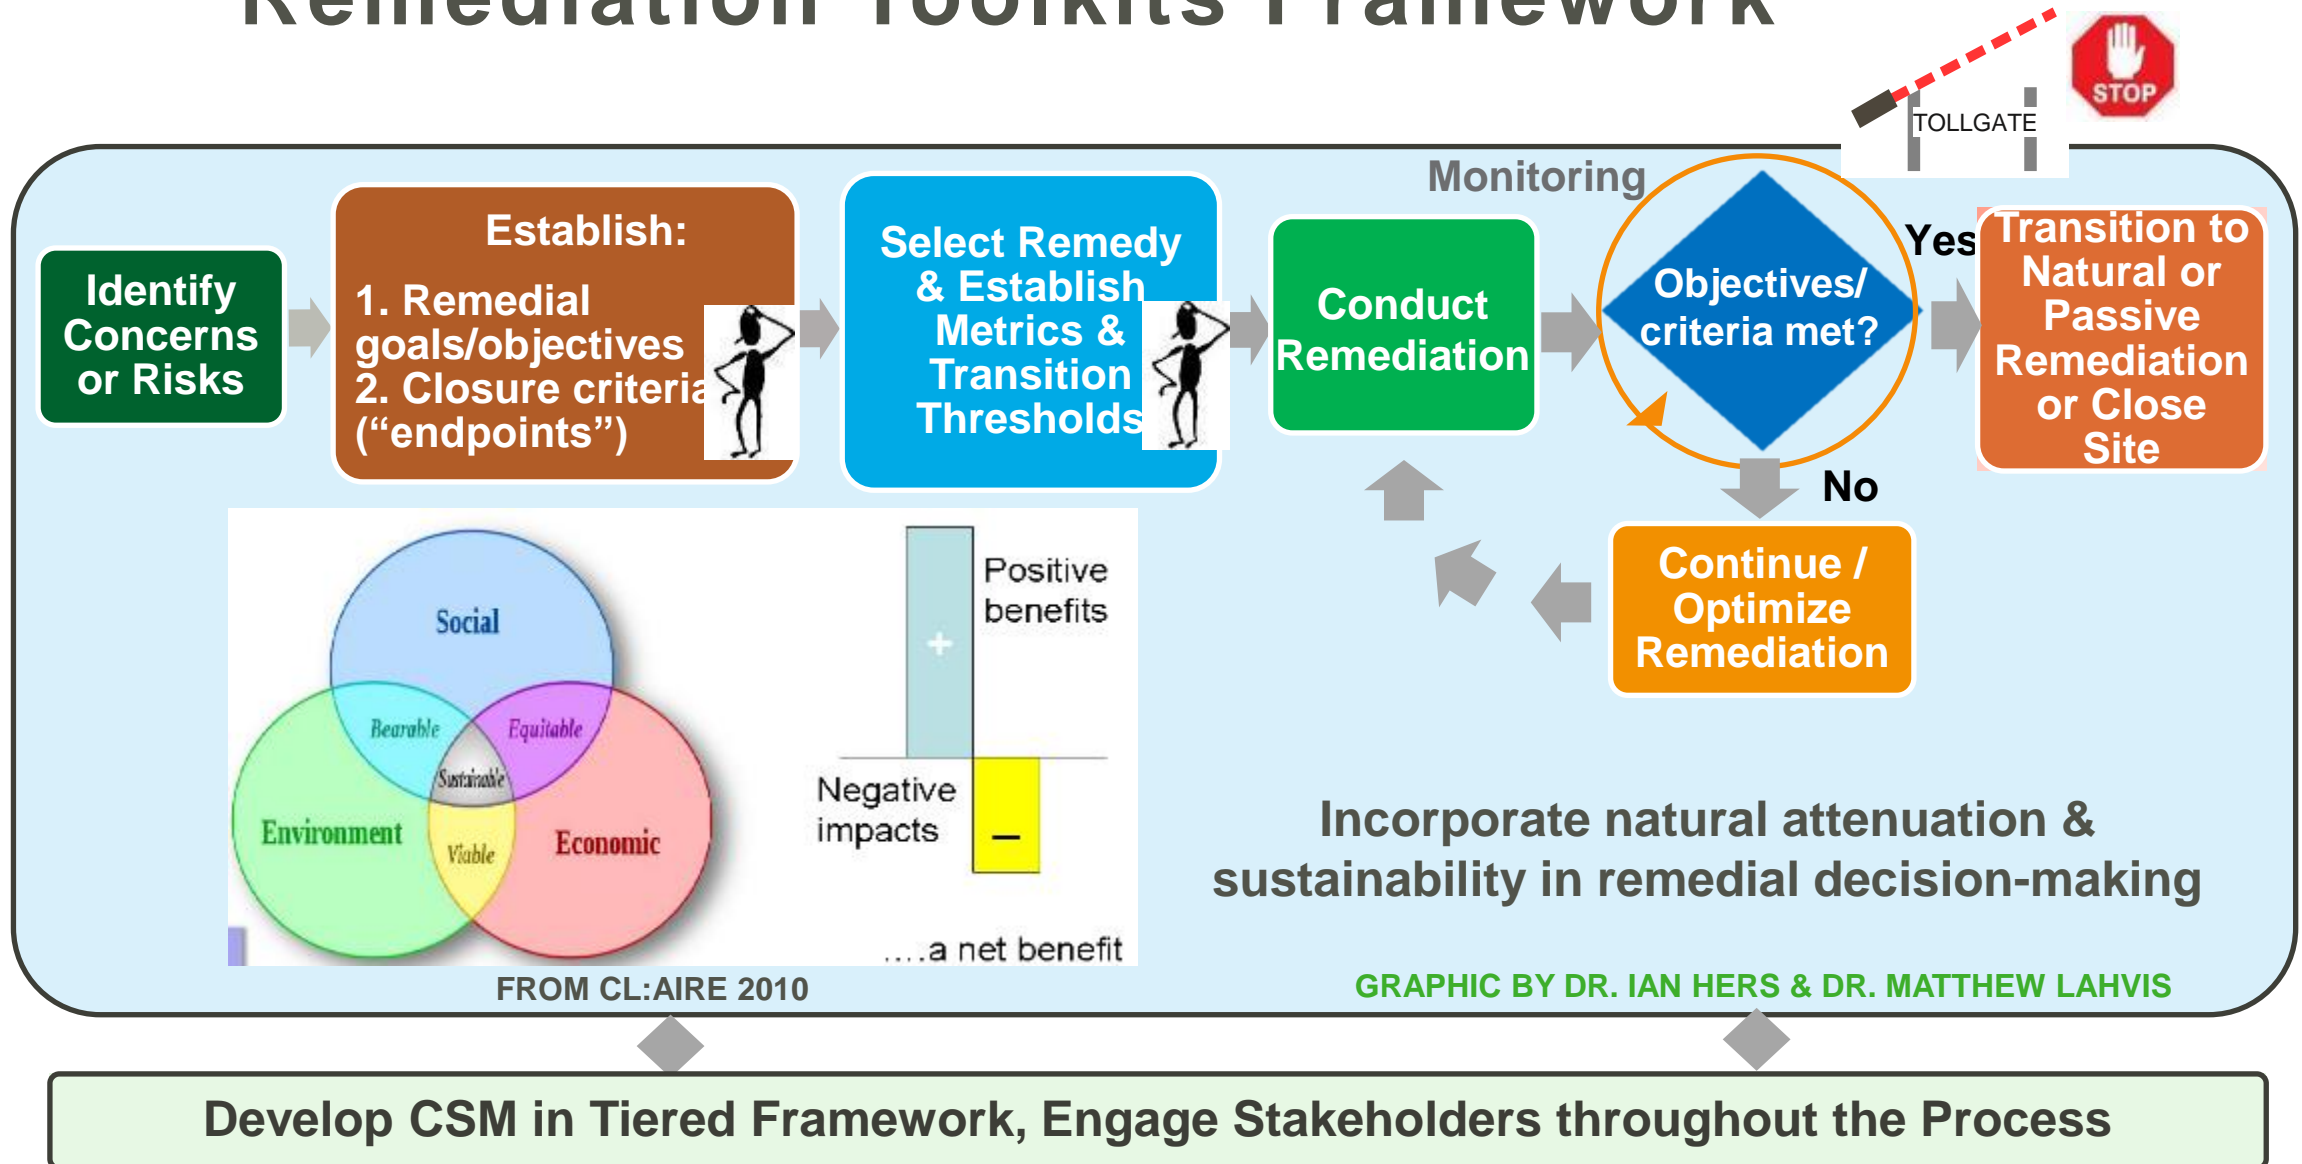 Remediation Toolkits Framework
STOP
TOLLGATE
Monitoring
Identify
Concerns
or Risks
Establish:
1. Remedial
goals/objectives
2. Closure criteria
(“endpoints”)
Select Remedy
& Establish
Metrics &
Transition
Thresholds
Conduct
Remediation
Objectives/
criteria met?
Yes
Transition to
Natural or
Passive
Remediation
or Close
Site
No
Continue /
Optimize
Remediation
Social
Bearable
Equitable
Sustainable
Environment
Viable
Economic
Positive
benefits
+
Negative
impacts
–
....a net benefit
Incorporate natural attenuation &
sustainability in remedial decision-making
FROM CL:AIRE 2010
GRAPHIC BY DR. IAN HERS & DR. MATTHEW LAHVIS
Develop CSM in Tiered Framework, Engage Stakeholders throughout the Process